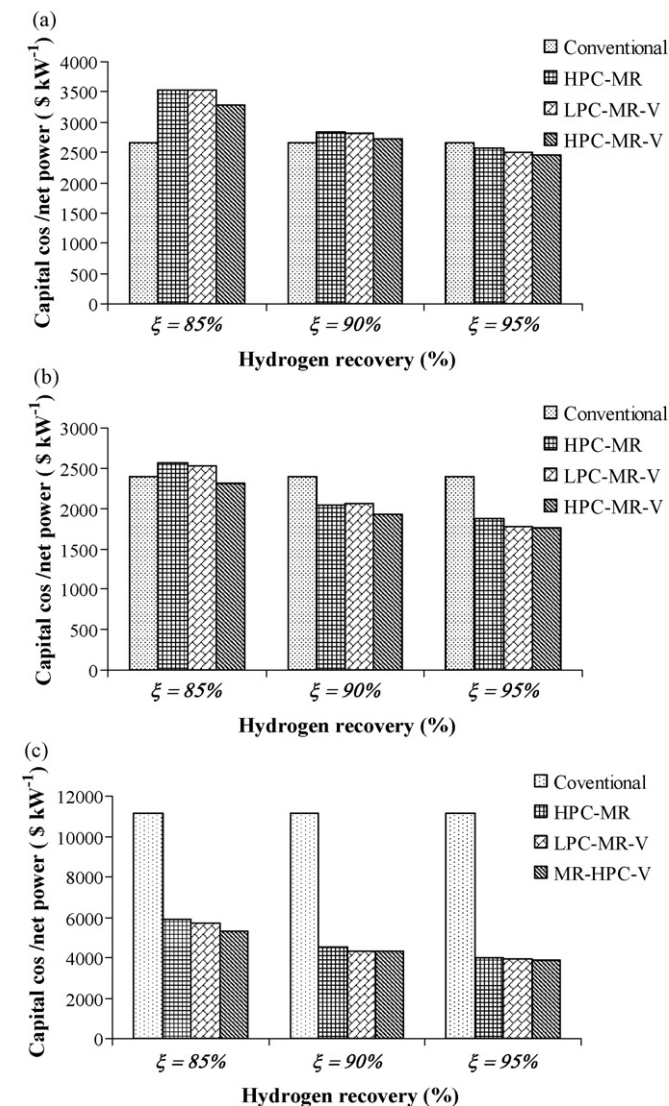 (a)
Capital cos /net power ( $ kW-1)
4000
3500
3000
2500
2000
1500
1000
500
0
ξ = 85%
ξ = 90%
ξ = 95%
Hydrogen recovery (%)
Conventional
HPC-MR
LPC-MR-V
HPC-MR-V
(b)
Capital cos /net power ( $ kW-1)
3000
2500
2000
1500
1000
500
0
ξ = 85%
ξ = 90%
ξ = 95%
Hydrogen recovery (%)
Conventional
HPC-MR
LPC-MR-V
HPC-MR-V
(c)
Capital cos /net power ( $ kW-1)
12000
10000
8000
6000
4000
2000
0
ξ = 85%
ξ = 90%
ξ = 95%
Hydrogen recovery (%)
Coventional
HPC-MR
LPC-MR-V
MR-HPC-V